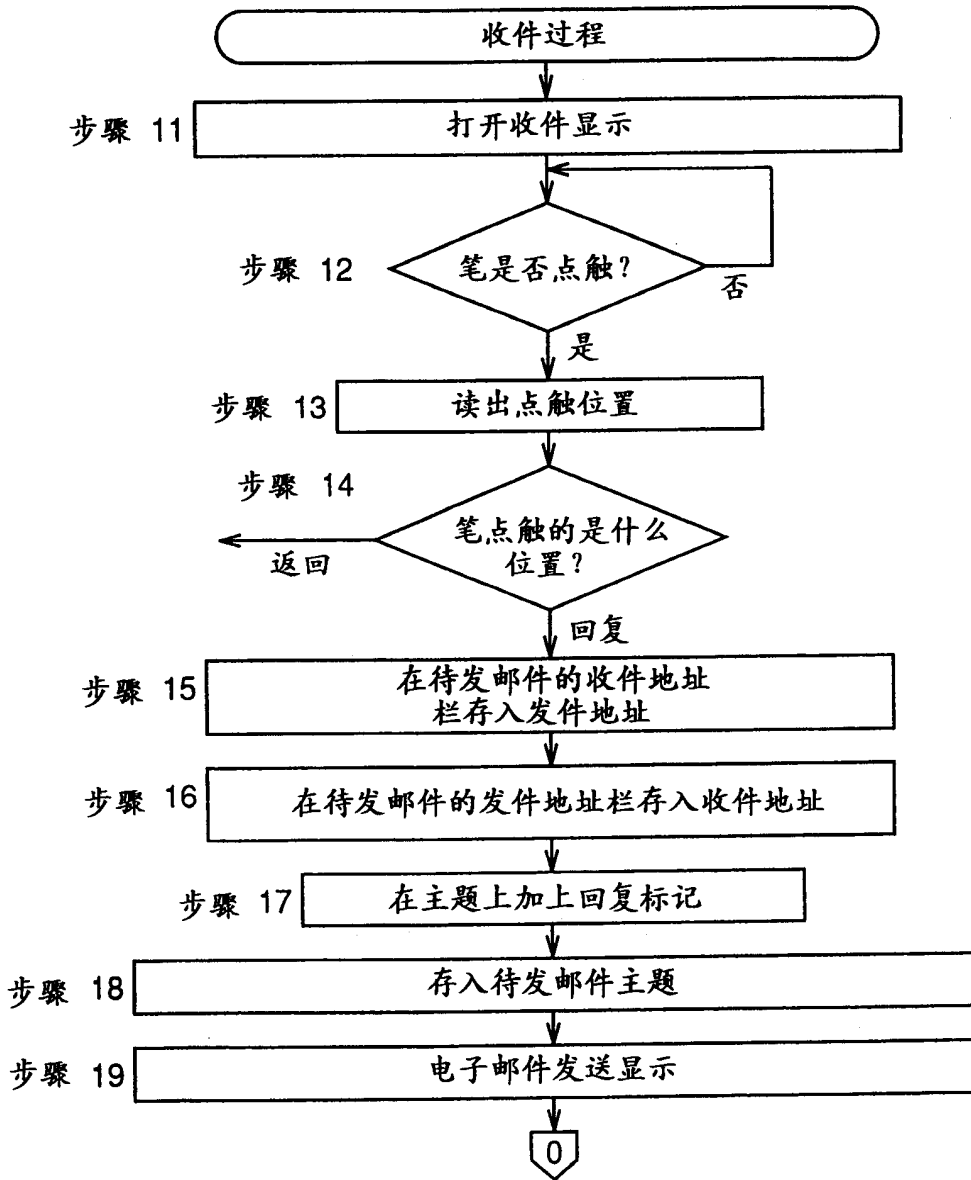 收件过程
步骤 11
打开收件显示
步骤 12
笔是否点触？
否
是
步骤 13
读出点触位置
步骤 14
笔点触的是什么
位置？
返回
回复
步骤 15
在待发邮件的收件地址
栏存入发件地址
步骤 16
在待发邮件的发件地址栏存入收件地址
步骤 17
在主题上加上回复标记
步骤 18
存入待发邮件主题
步骤 19
电子邮件发送显示
0